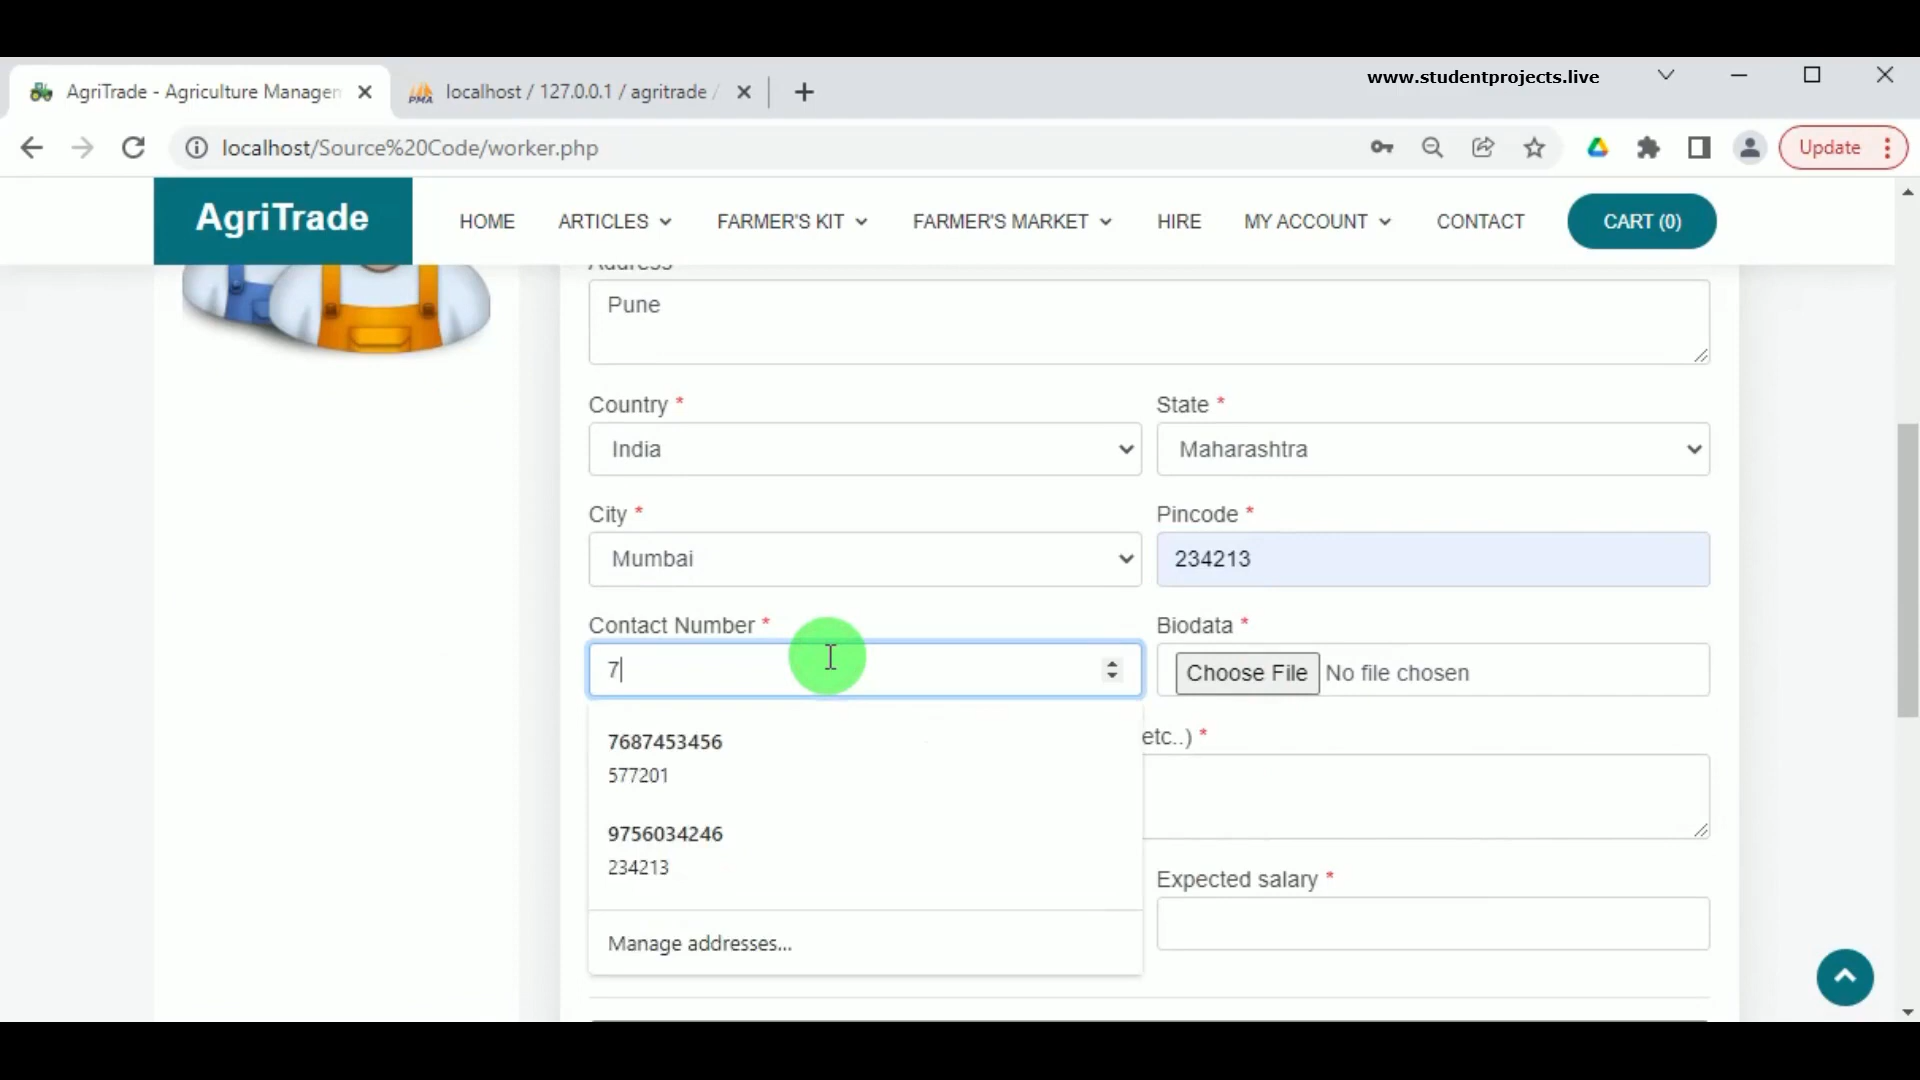 www.studentprojects.live
AgriTrade - Agriculture Managen
PMA
localhost / 127.0.0.1 / agritrade /
localhost/Source%20Code/worker.php
Update
AgriTrade
HOME
ARTICLES
FARMER'S KIT
FARMER'S MARKET
HIRE
MY ACCOUNT
CONTACT
CART (0)
Address
Pune
Country *
State *
India
Maharashtra
City *
Pincode *
Mumbai
234213
Contact Number *
Biodata *
7
Choose File No file chosen
etc..) *
7687453456
577201
9756034246
234213
Expected salary *
Manage addresses...